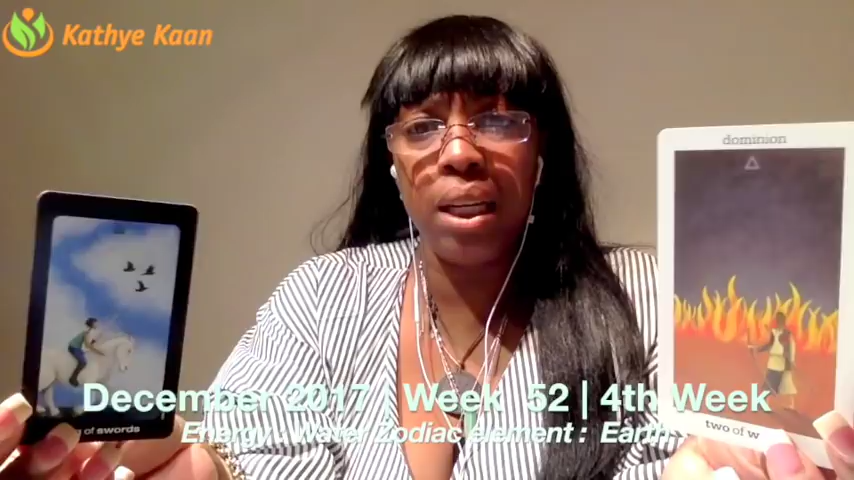 Kathye Kaan
dominion
of swords
two of w
December 2017 | Week 52 | 4th Week
Energy : Water Zodiac element : Earth